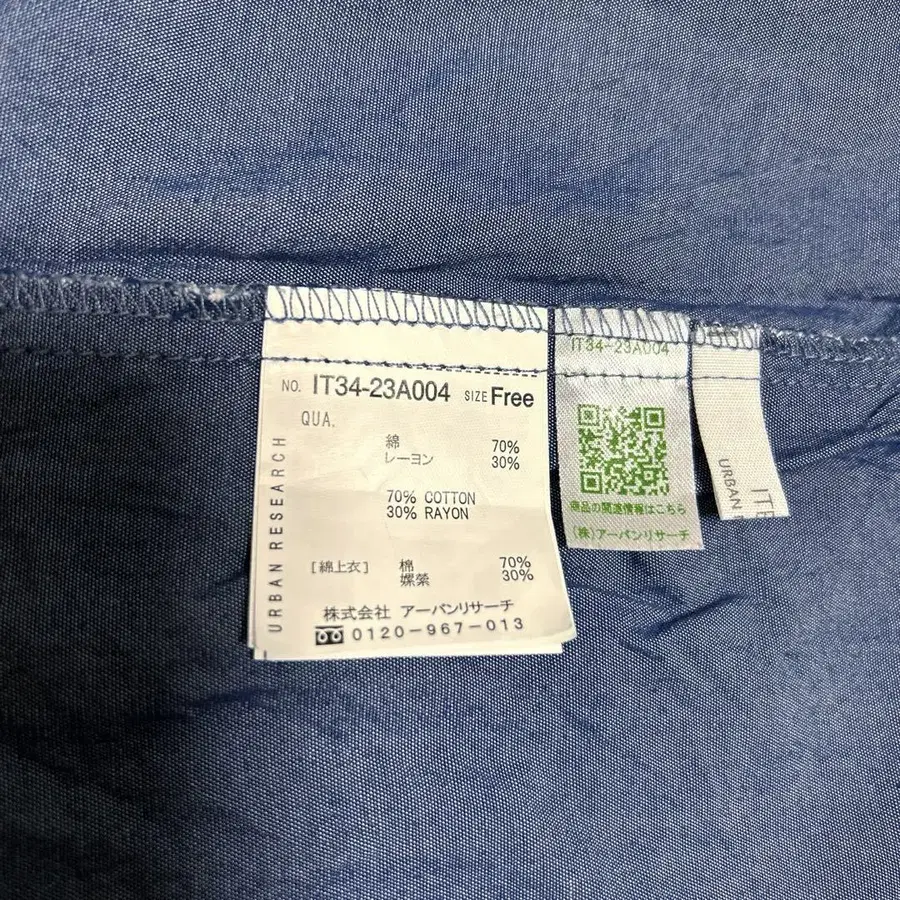 NO. IT34-23A004 SIZE Free
QUA.
綿 70%
レーヨン 30%
70% COTTON
30% RAYON
[綿上衣] 棉 70%
嫘縈 30%
株式会社 アーバンリサーチ
0120-967-013
URBAN RESEARCH
IT34-23A004
商品の関連情報はこちら
(株)アーバンリサーチ
ITE
URBAN